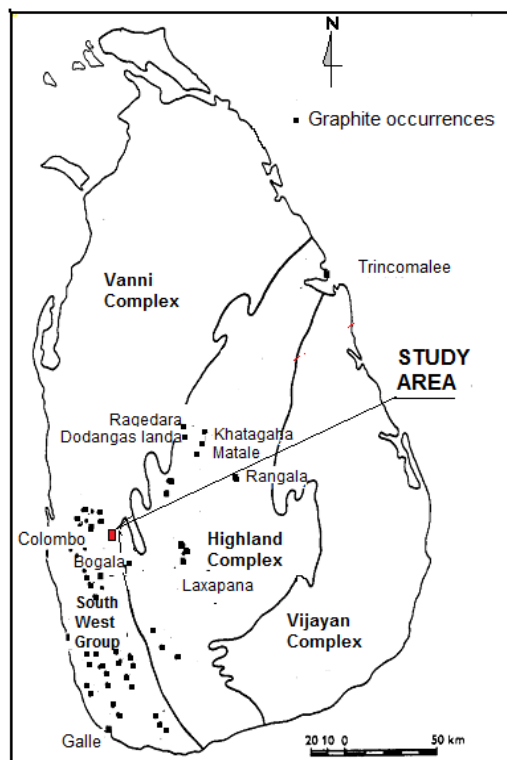 N
Graphite occurrences
Trincomalee
Vanni
Complex
STUDY
AREA
Ragedara
Dodangas landa
Khatagaha
Matale
Rangala
Colombo
Highland
Complex
Bogala
Laxapana
South
West
Group
Vijayan
Complex
Galle
20 10 0 50 km